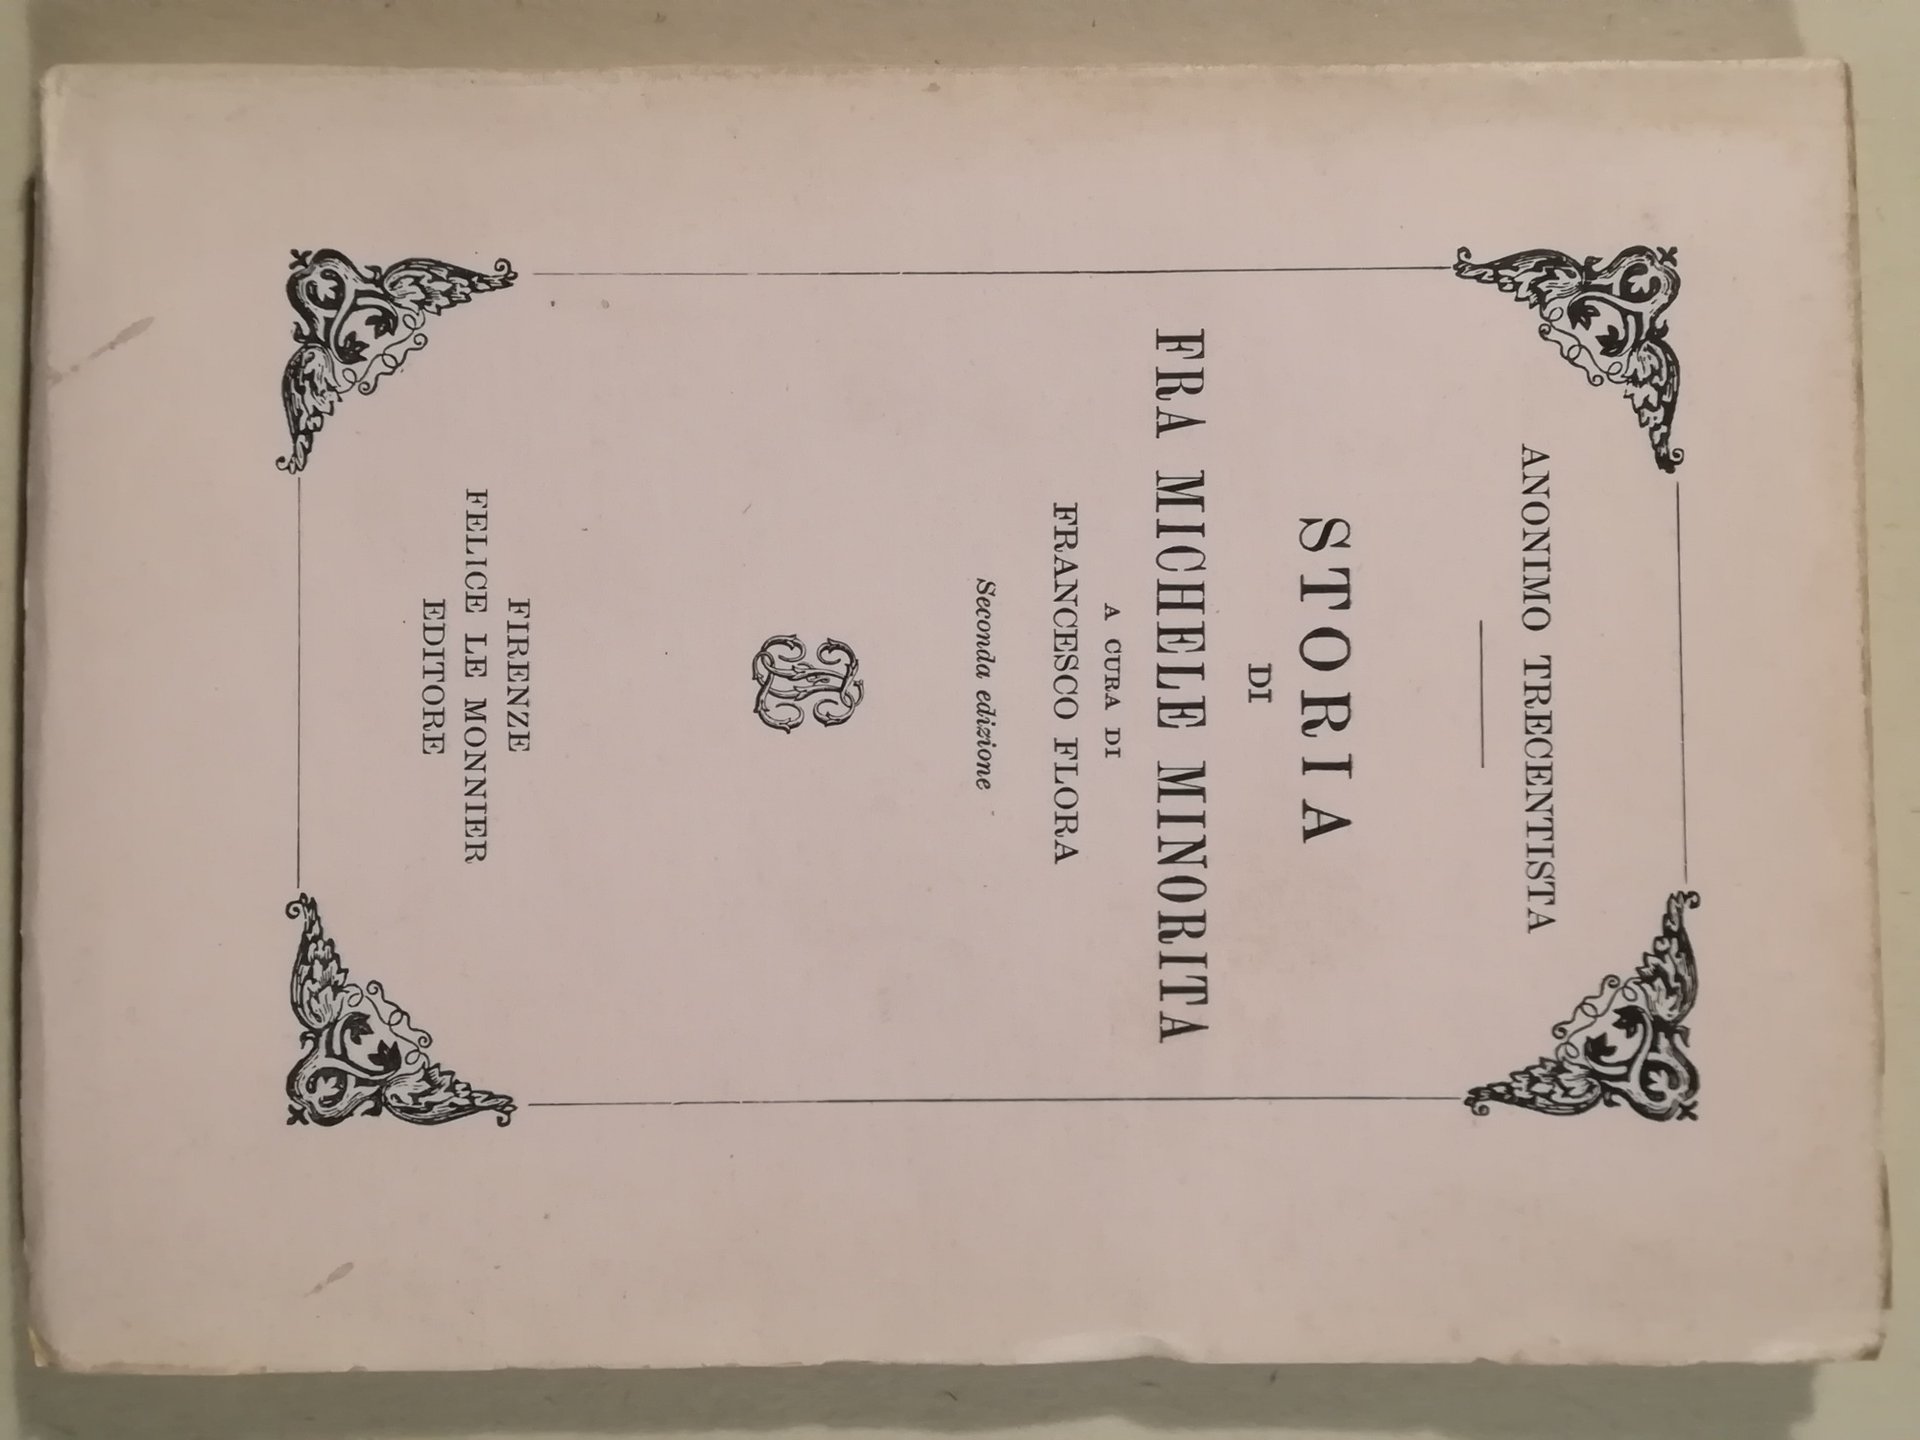 ANONIMO TRECENTISTA
STORIA
DI
FRA MICHELE MINORITA
A CURA DI
FRANCESCO FLORA
Seconda edizione
FIRENZE
FELICE LE MONNIER
EDITORE